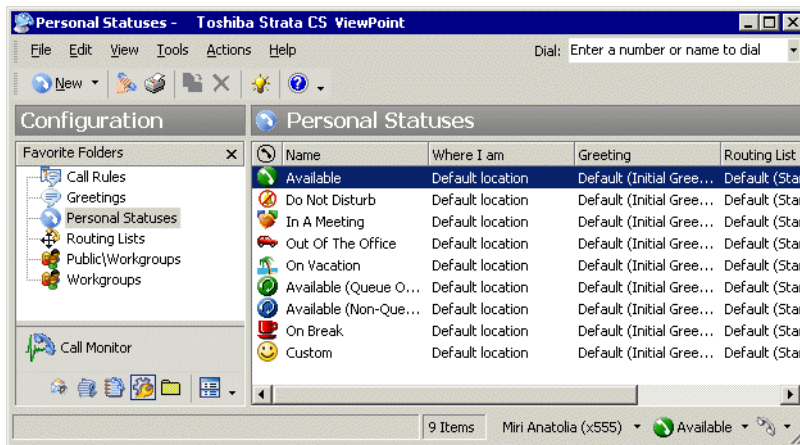 Personal Statuses - Toshiba Strata CS ViewPoint
File Edit View Tools Actions Help Dial: Enter a number or name to dial
New
Configuration Personal Statuses
Favorite Folders x Name Where I am Greeting Routing List
Call Rules Available Default location Default (Initial Gree... Default (Sta
Greetings Do Not Disturb Default location Default (Initial Gree... Default (Sta
Personal Statuses In A Meeting Default location Default (Initial Gree... Default (Sta
Routing Lists Out Of The Office Default location Default (Initial Gree... Default (Sta
Public\Workgroups On Vacation Default location Default (Initial Gree... Default (Sta
Workgroups Available (Queue O... Default location Default (Initial Gree... Default (Sta
Available (Non-Que... Default location Default (Initial Gree... Default (Sta
On Break Default location Default (Initial Gree... Default (Sta
Call Monitor Custom Default location Default (Initial Gree... Default (Sta
9 Items Miri Anatolia (x555) Available